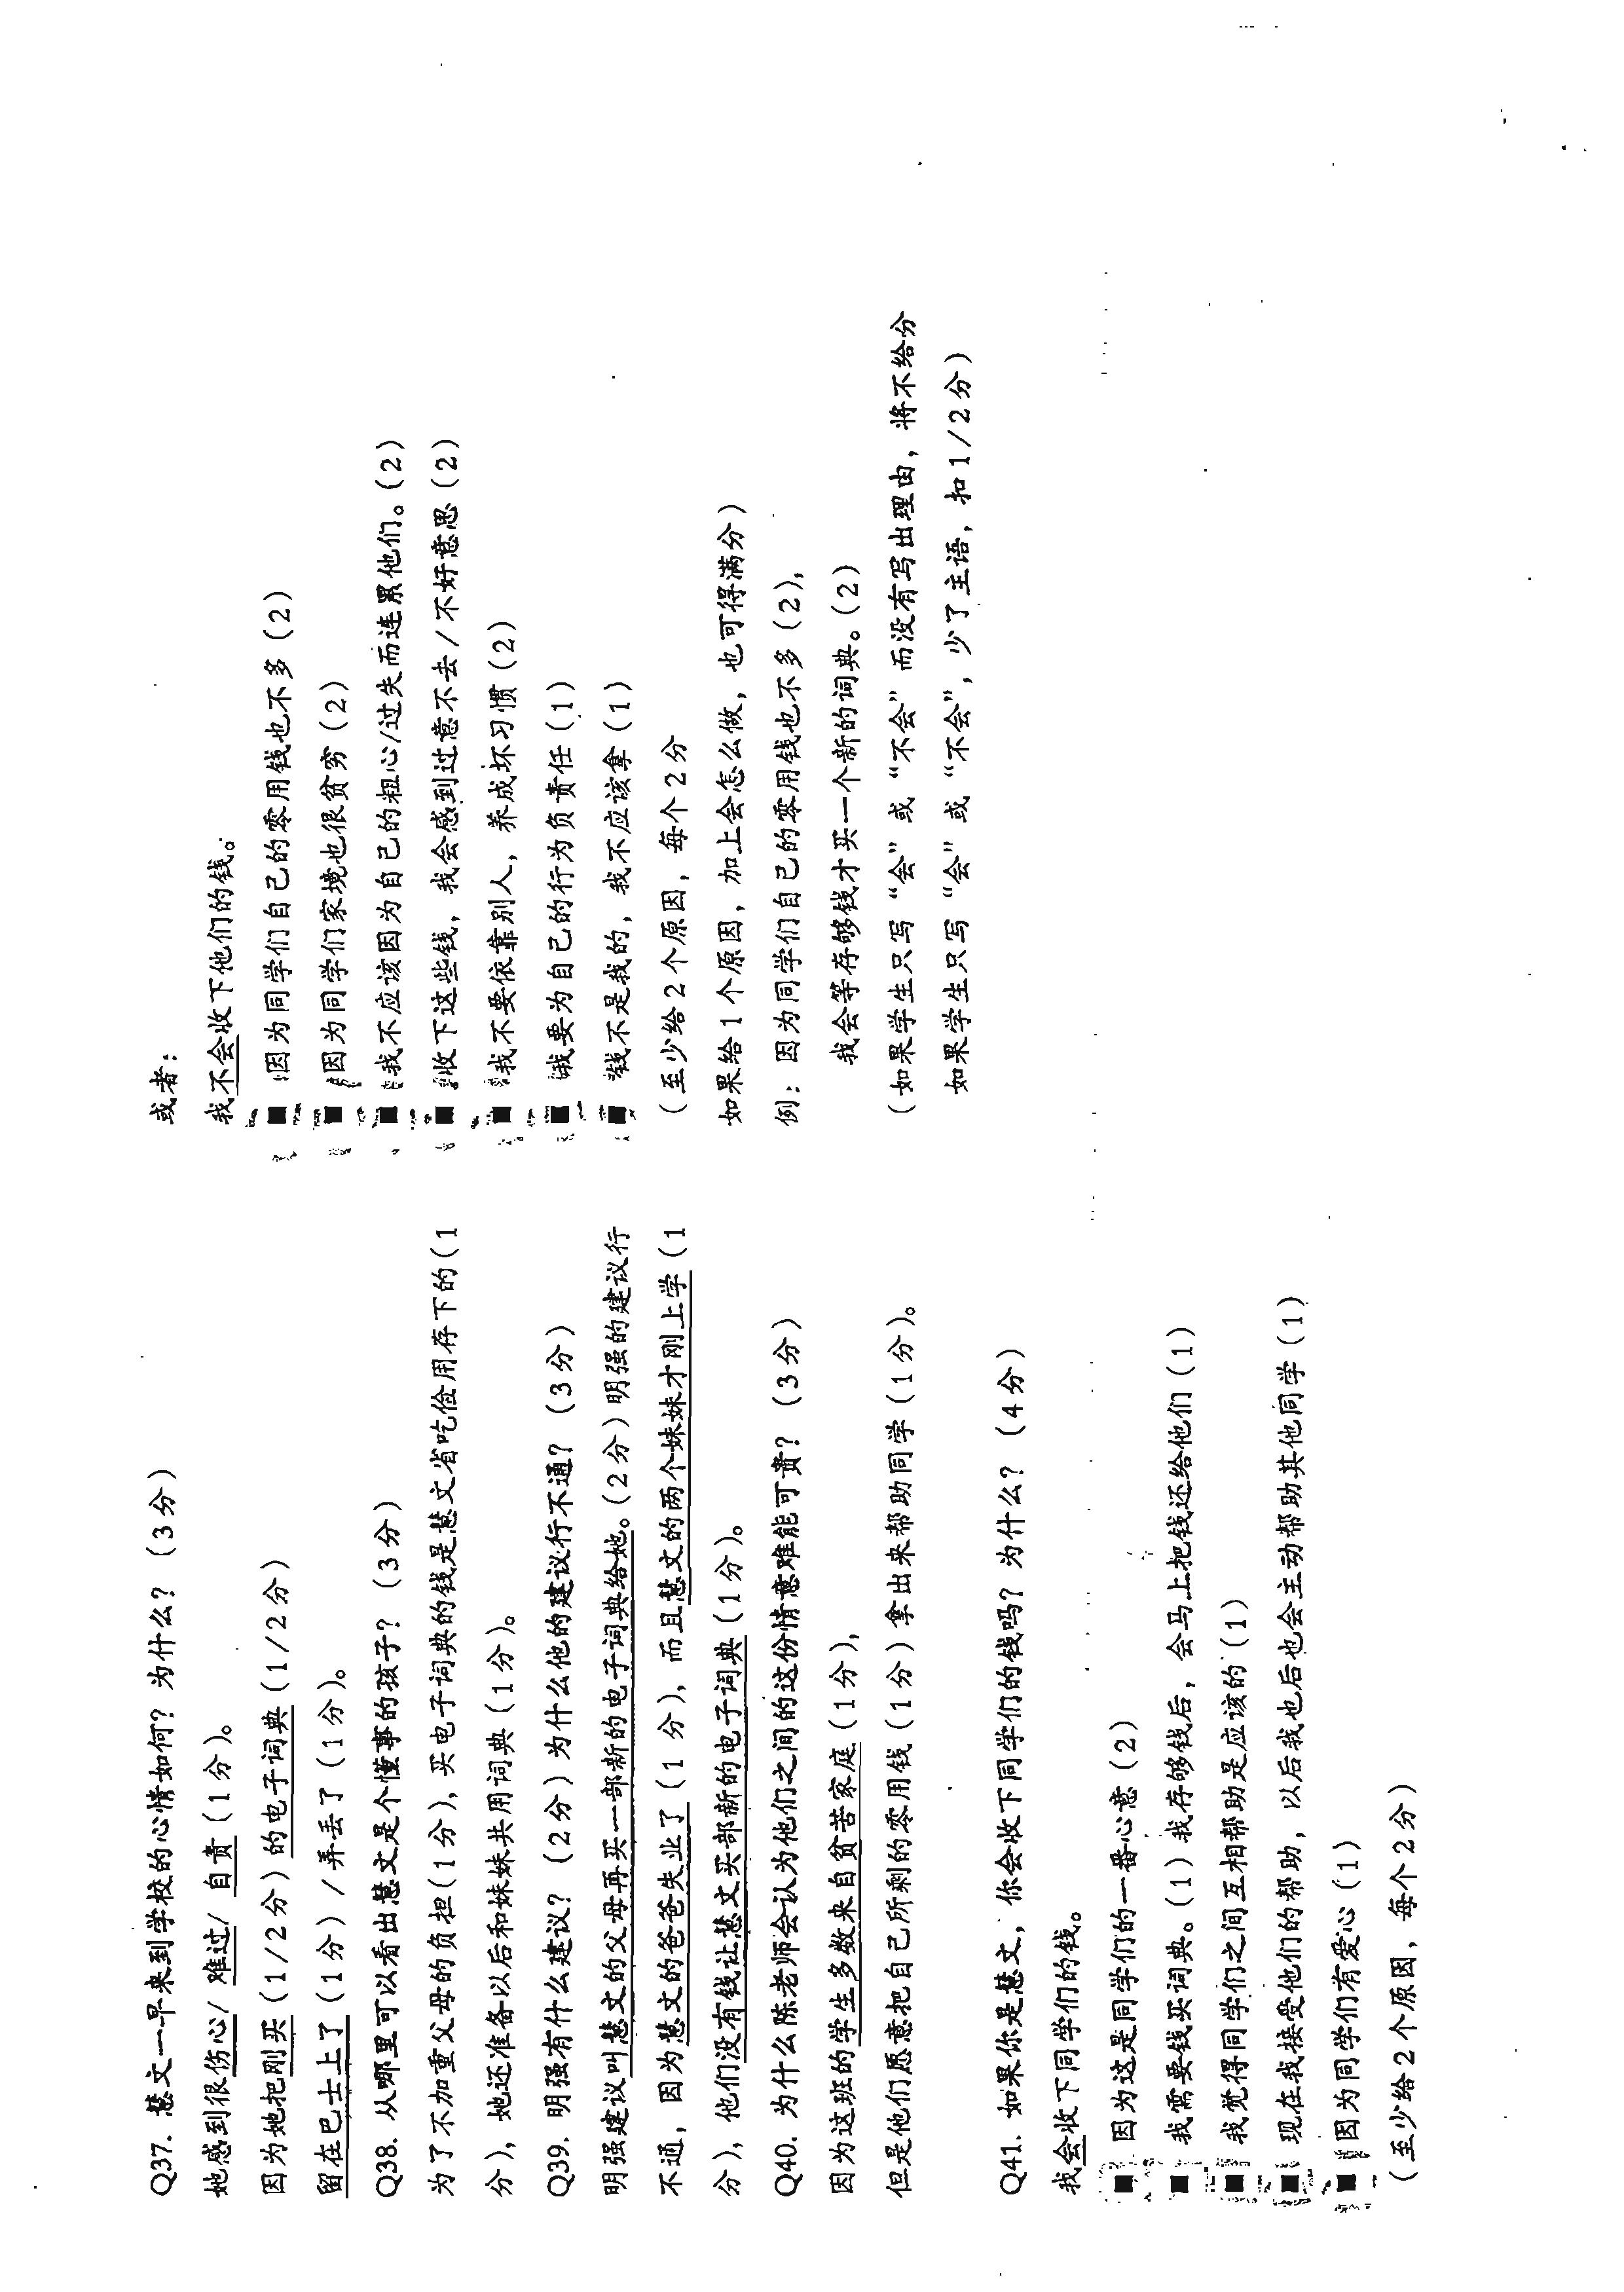 Q37. 慧文一早来到学校的心情如何？为什么？（3分）
她感到很伤心/ 难过/ 自责（1分）。
因为她把刚买（1/2分）的电子词典（1/2分）
留在巴士上了（1分）/弄丢了（1分）。
Q38. 从哪里可以看出慧文是个懂事的孩子？（3分）
为了不加重父母的负担(1分)，买电子词典的钱是慧文省吃俭用存下的(1
分)，她还准备以后和妹妹共用词典（1分）。
Q39. 明强有什么建议？（2分）为什么他的建议行不通？（3分）
明强建议叫慧文的父母再买一部新的电子词典给她。(2分）明强的建议行
不通，因为慧文的爸爸失业了（1分），而且慧文的两个妹妹才刚上学（1
分），他们没有钱让慧文买部新的电子词典（1分）。
Q40. 为什么陈老师会认为他们之间的这份情意难能可贵？（3分）
因为这班的学生多数来自贫苦家庭（1分），
但是他们愿意把自己所剩的零用钱（1分）拿出来帮助同学（1分）。
Q41. 如果你是慧文，你会收下同学们的钱吗？为什么？（4分）
我会收下同学们的钱。
■ 因为这是同学们的一番心意（2）
■ 我需要钱买词典。（1）我存够钱后，会马上把钱还给他们（1）
■ 我觉得同学们之间互相帮助是应该的（1）
■ 现在我接受他们的帮助，以后我也后也会主动帮助其他同学（1）
■ 因为同学们有爱心（1）
（至少给2个原因，每个2分）
或者：
我不会收下他们的钱。
■ 因为同学们自己的零用钱也不多（2）
■ 因为同学们家境也很贫穷（2）
■ 我不应该因为自己的粗心/过失而连累他们。（2）
■ 收下这些钱，我会感到过意不去/不好意思（2）
■ 我不要依靠别人，养成坏习惯（2）
■ 我要为自己的行为负责任（1）
■ 钱不是我的，我不应该拿（1）
（至少给2个原因，每个2分
如果给1个原因，加上会怎么做，也可得满分）
例：因为同学们自己的零用钱也不多（2），
我会等存够钱才买一个新的词典。（2）
（如果学生只写“会”或“不会”而没有写出理由，将不给分
如果学生只写“会”或“不会”，少了主语，扣1/2分）